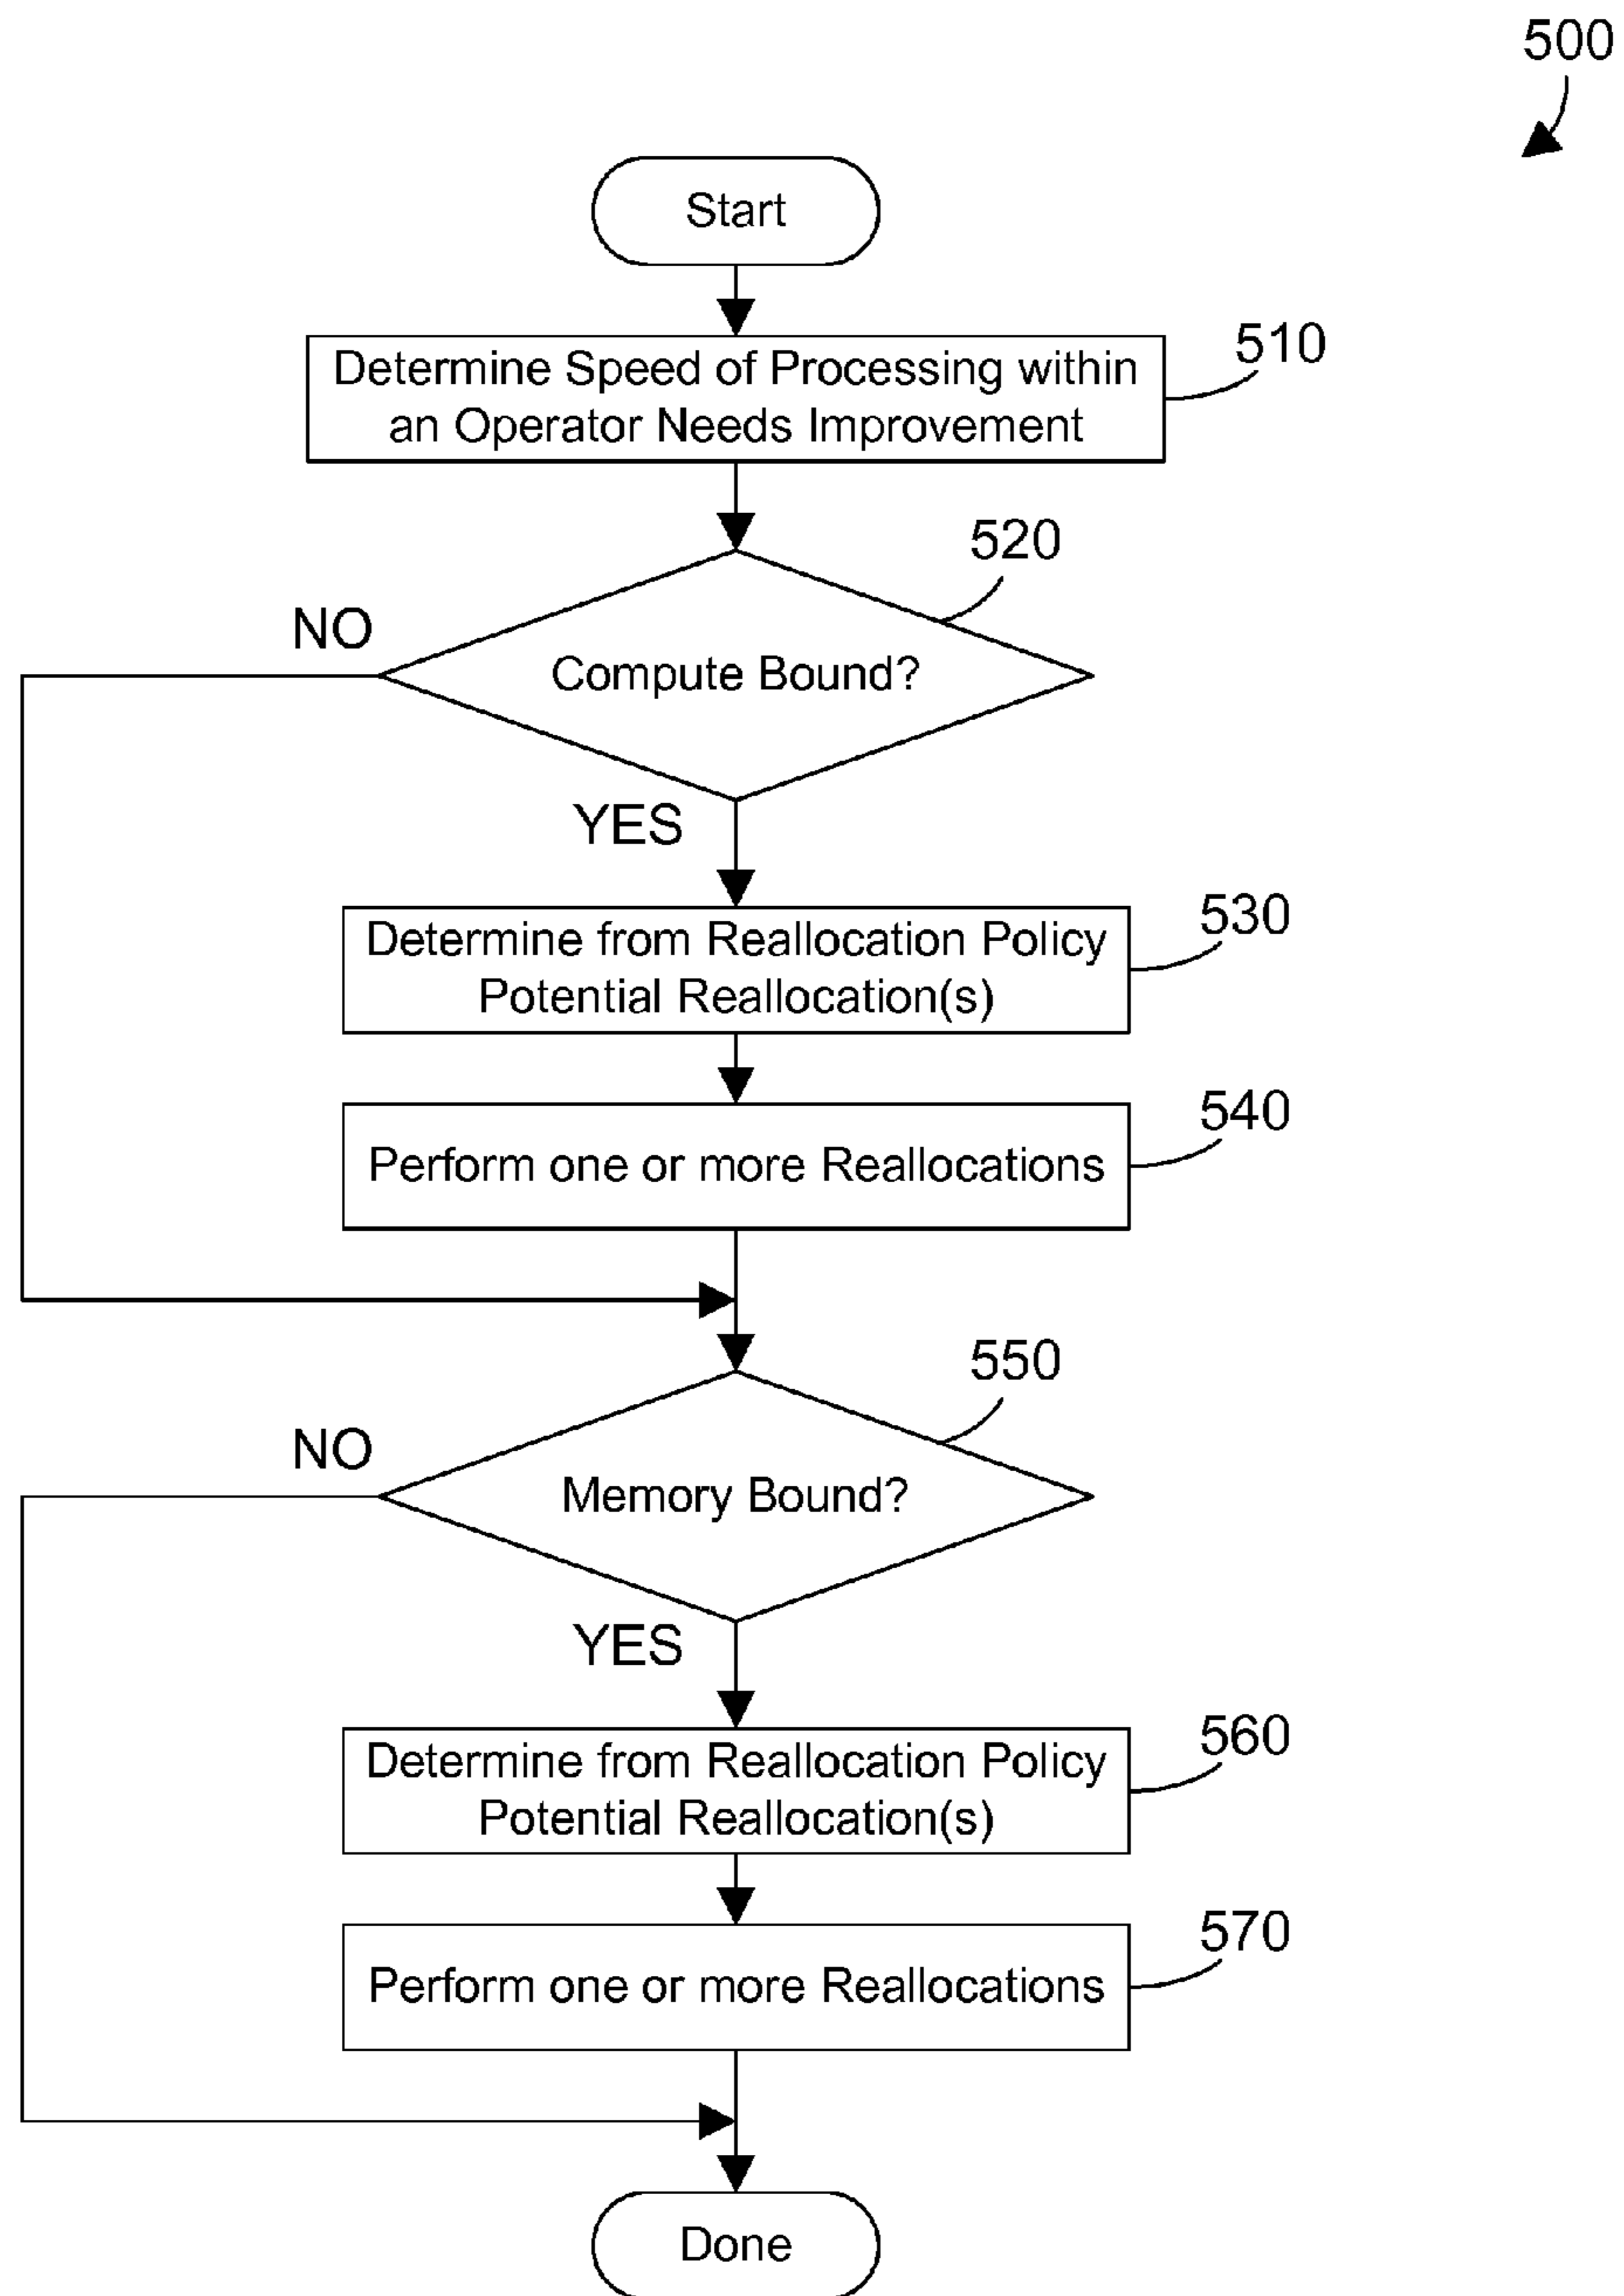 500
Start
510
Determine Speed of Processing within
an Operator Needs Improvement
520
NO
Compute Bound?
YES
530
Determine from Reallocation Policy
Potential Reallocation(s)
540
Perform one or more Reallocations
550
NO
Memory Bound?
YES
560
Determine from Reallocation Policy
Potential Reallocation(s)
570
Perform one or more Reallocations
Done